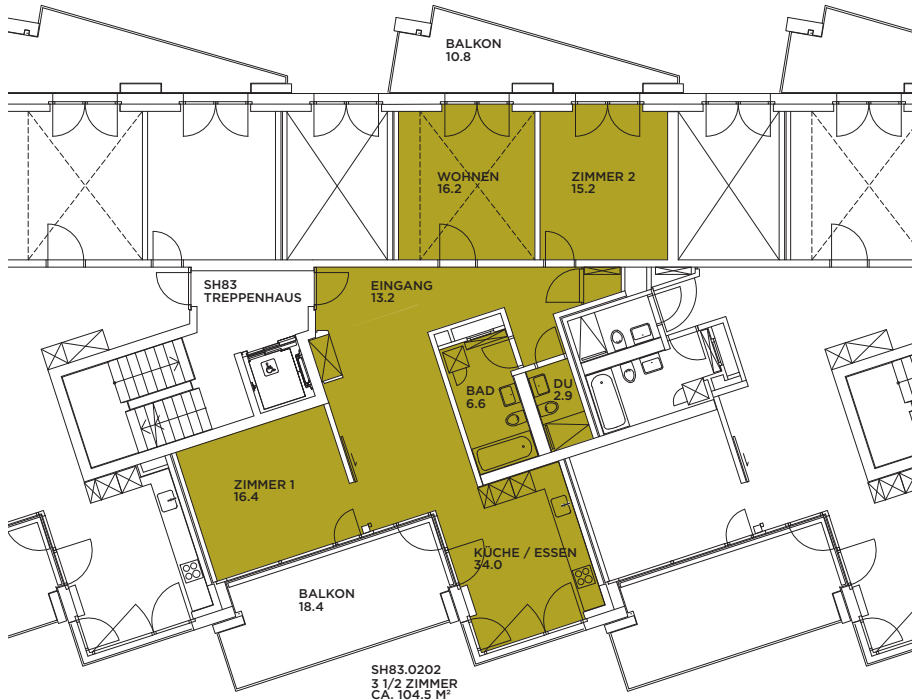 BALKON
10.8
WOHNEN
16.2
ZIMMER 2
15.2
SH83
TREPPENHAUS
EINGANG
13.2
BAD
6.6
DU
2.9
ZIMMER 1
16.4
KÜCHE / ESSEN
34.0
BALKON
18.4
SH83.0202
3 1/2 ZIMMER
CA. 104.5 M²